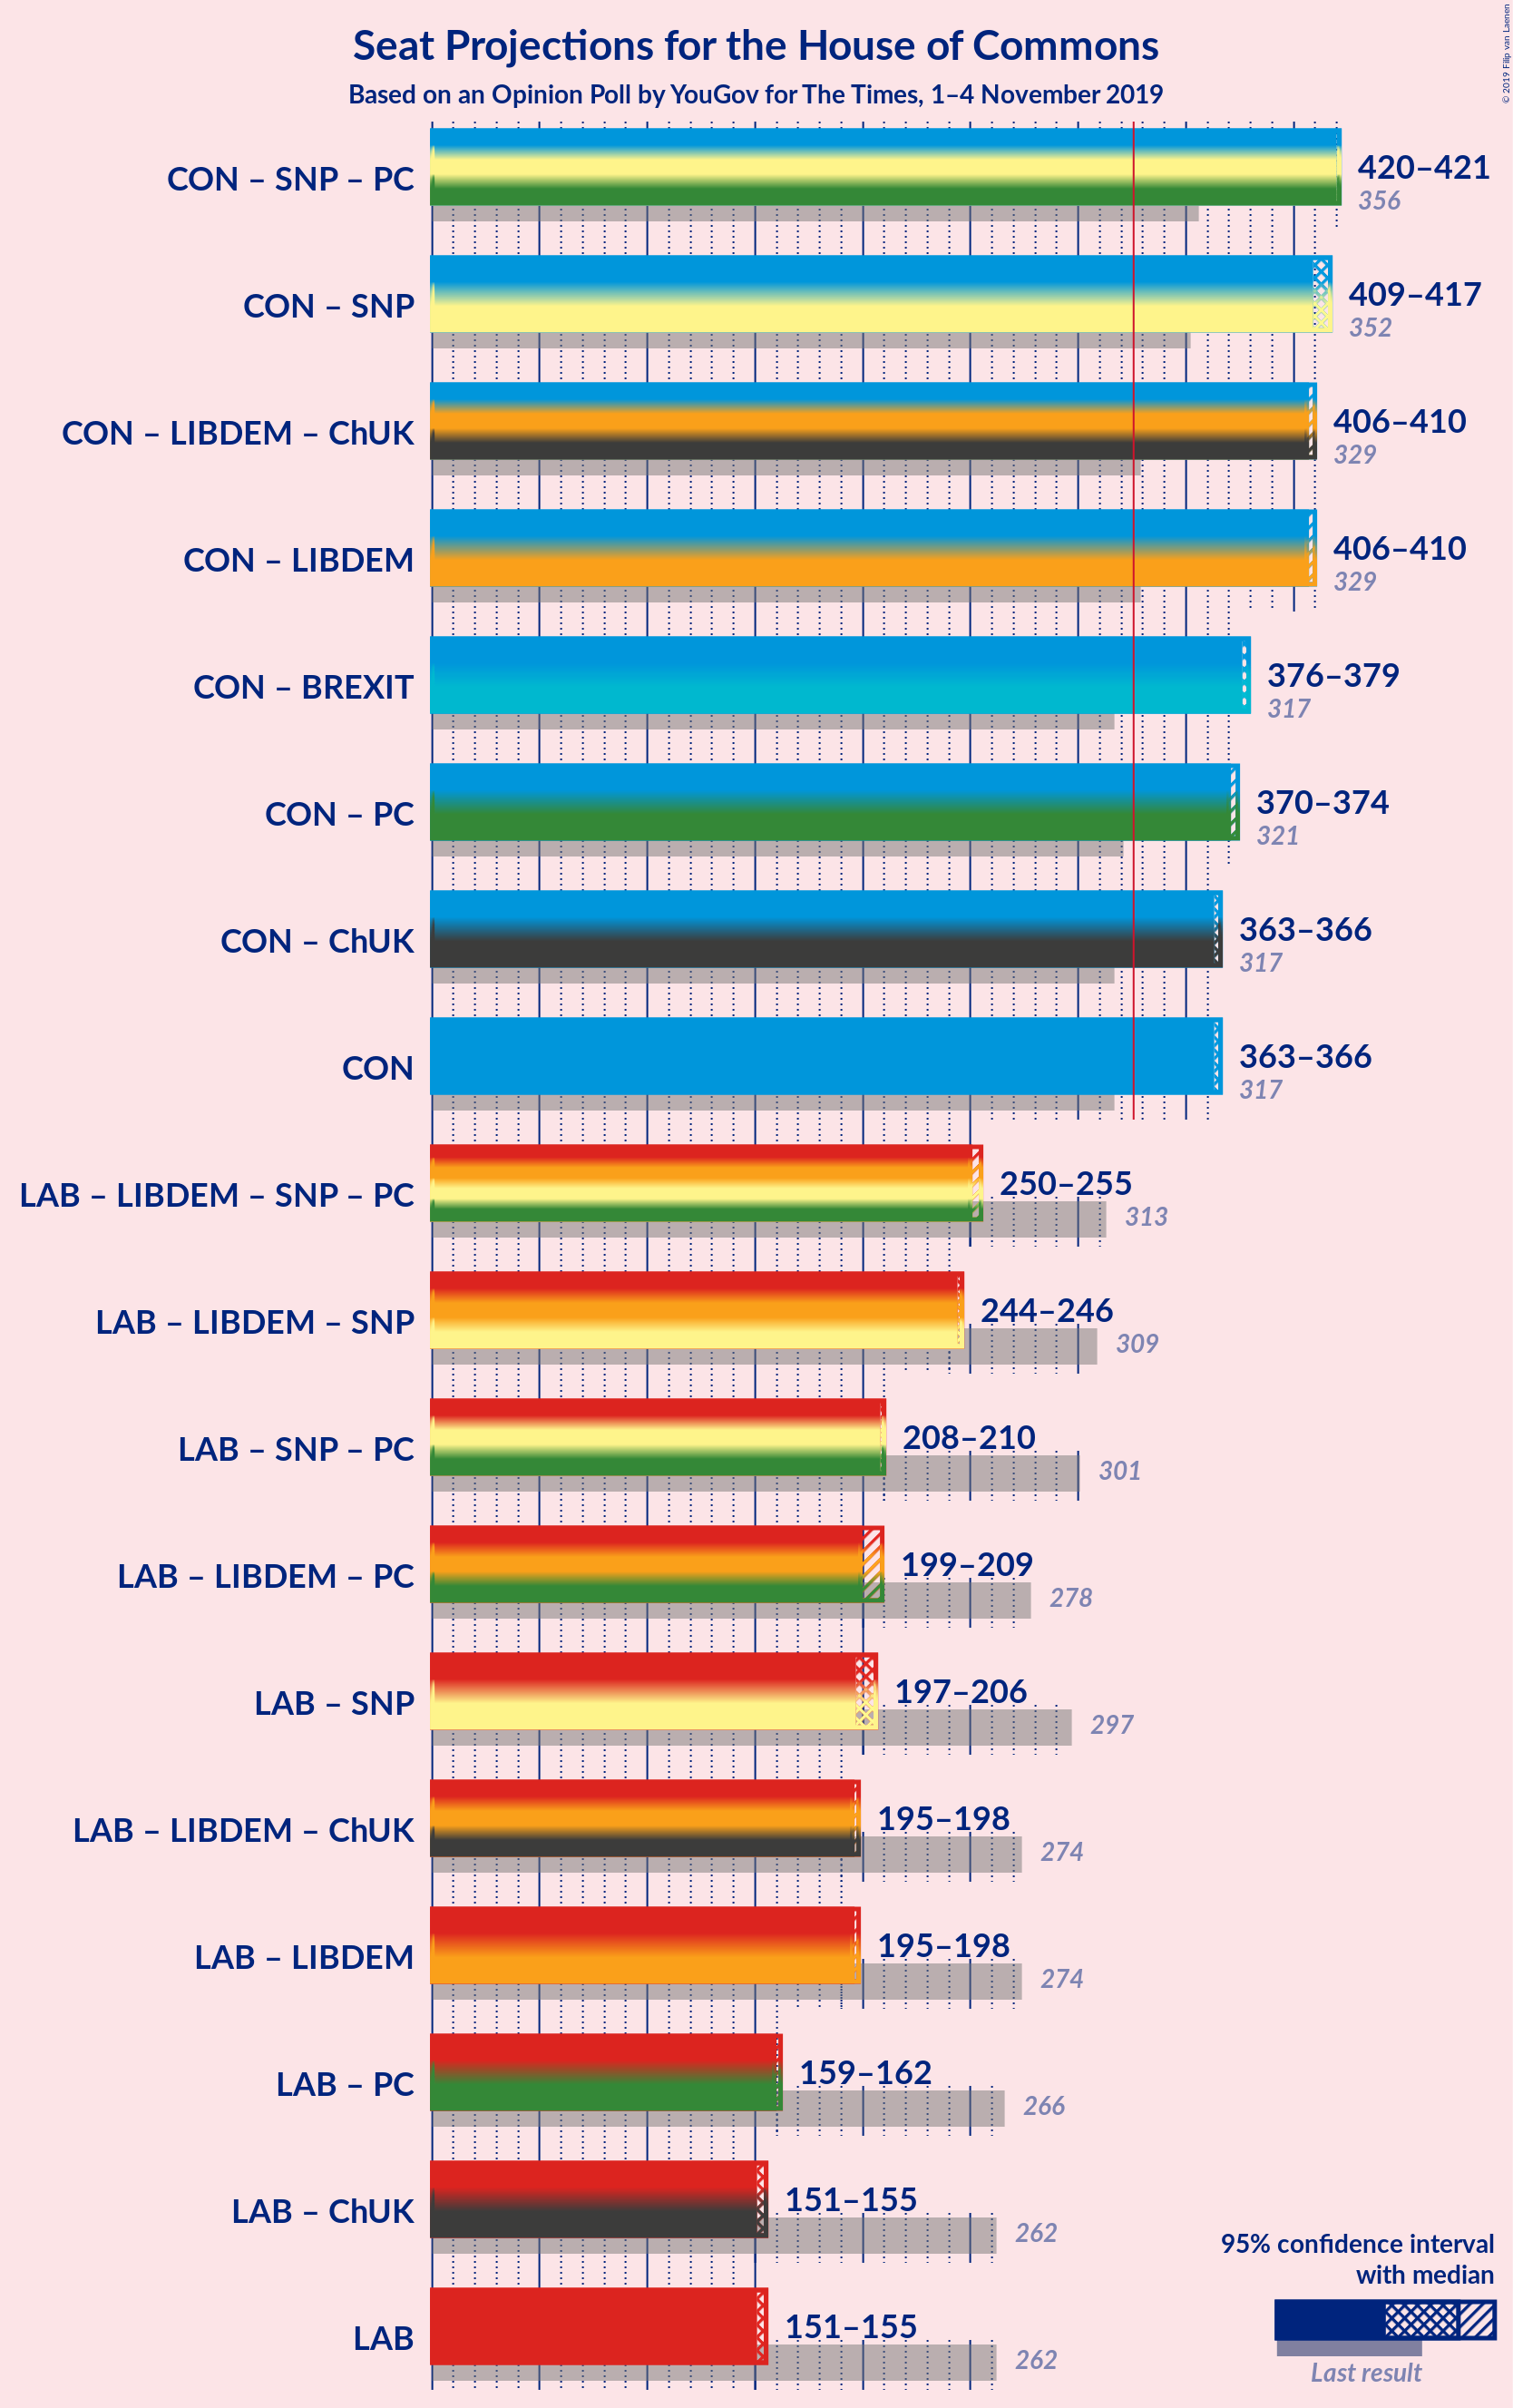 Seat Projections for the House of Commons
Based on an Opinion Poll by YouGov for The Times, 1–4 November 2019
© 2019 Filip van Laenen
CON – SNP – PC
420–421
356
CON – SNP
409–417
352
CON – LIBDEM – ChUK
406–410
329
CON – LIBDEM
406–410
329
CON – BREXIT
376–379
317
CON – PC
370–374
321
CON – ChUK
363–366
317
CON
363–366
317
LAB – LIBDEM – SNP – PC
250–255
313
LAB – LIBDEM – SNP
244–246
309
LAB – SNP – PC
208–210
301
LAB – LIBDEM – PC
199–209
278
LAB – SNP
197–206
297
LAB – LIBDEM – ChUK
195–198
274
LAB – LIBDEM
195–198
274
LAB – PC
159–162
266
LAB – ChUK
151–155
262
LAB
151–155
262
95% confidence interval
with median
Last result